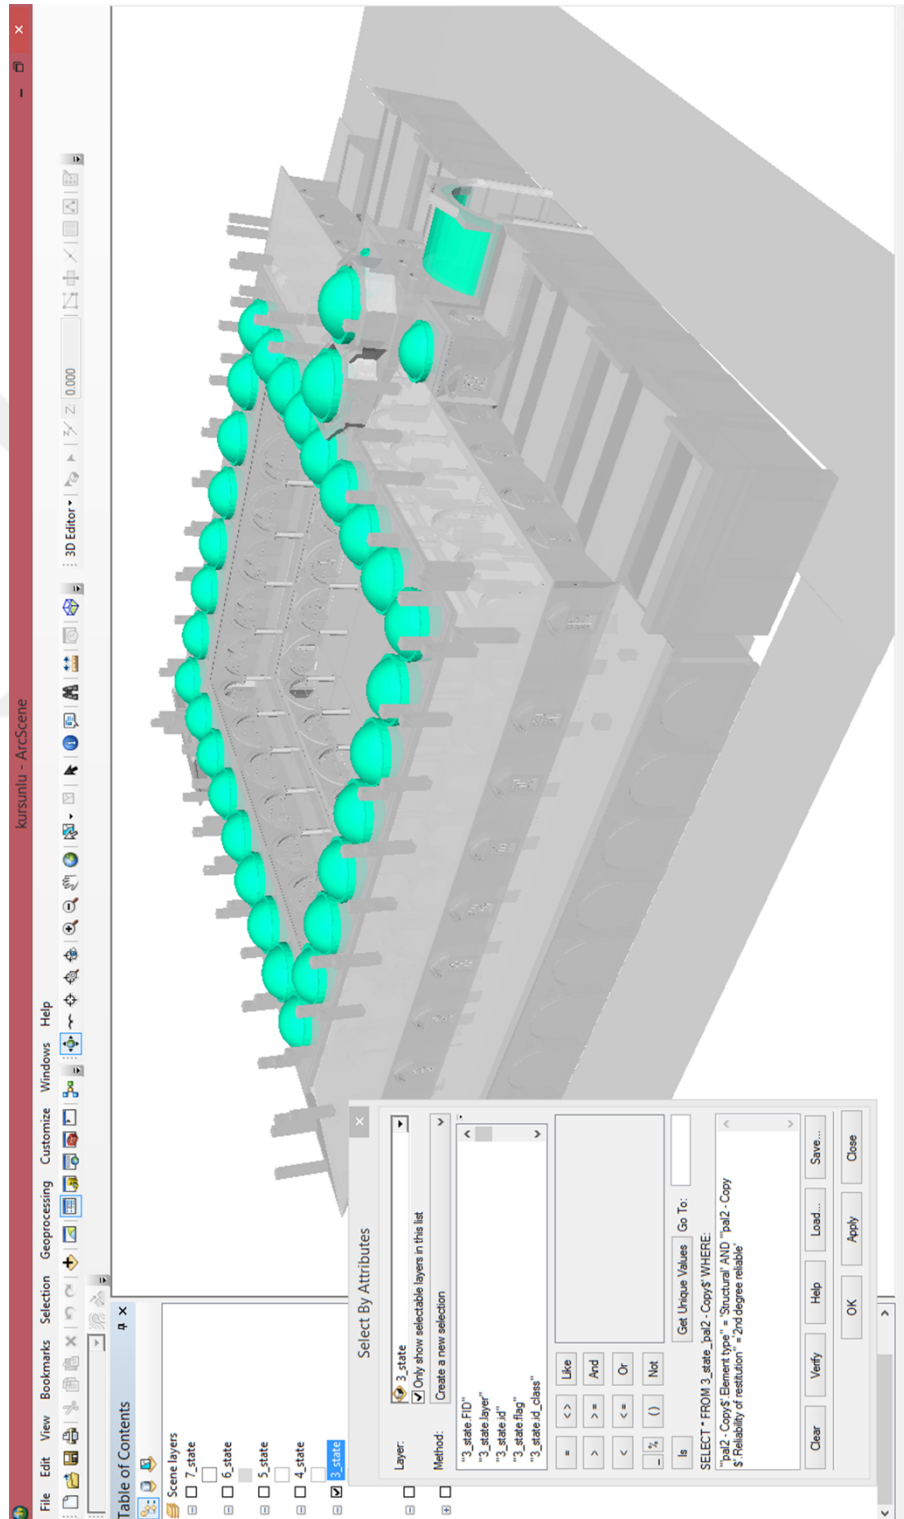 kursunlu - ArcScene
File Edit View Bookmarks Selection Geoprocessing Customize Windows Help
3D Editor
Z: 0.000
Table of Contents
Scene layers
7_state
6_state
5_state
4_state
3_state
Select By Attributes
Layer: 3_state
Only show selectable layers in this list
Method: Create a new selection
"3_state.FID"
"3_state.layer"
"3_state.id"
"3_state.flag"
"3_state.id_class"
= <> Like
> >= And
< <= Or
_ % () Not
Is Get Unique Values Go To:
SELECT * FROM 3_state_'pal2 - Copy$' WHERE:
"'pal2 - Copy$'.Element type" = 'Structural' AND "'pal2 - Copy
$'.Reliability of restitution" = '2nd degree reliable'
Clear Verify Help Load... Save...
OK Apply Close